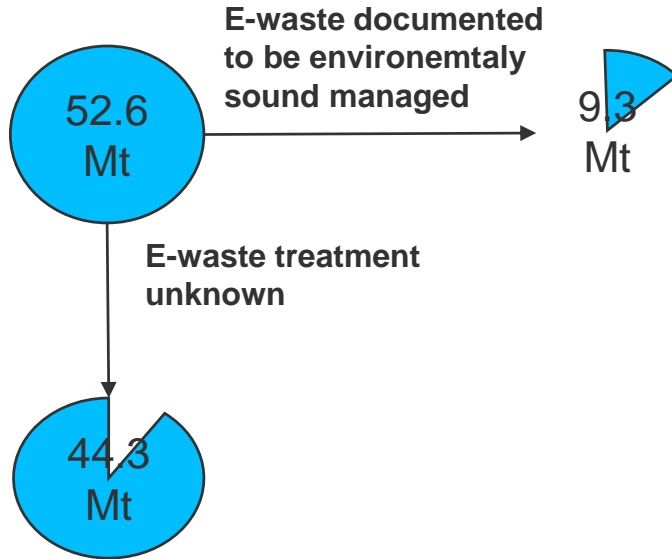 E-waste documented
to be environemtaly
sound managed
52.6
Mt
9.3
Mt
E-waste treatment
unknown
44.3
Mt